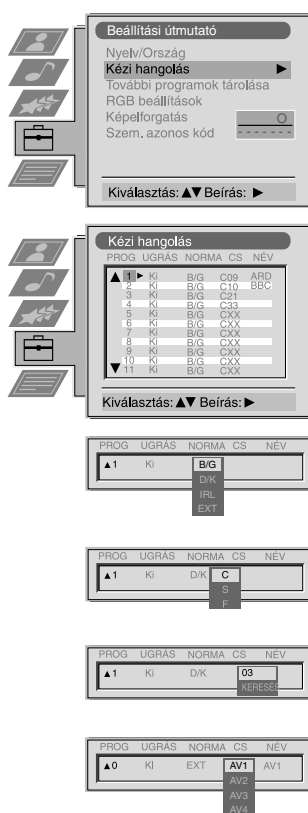 Beállítási útmutató
Nyelv/Ország
Kézi hangolás ►
További programok tárolása
RGB beállítások
Képelforgatás O
Szem. azonos kód - - - - - -
Kiválasztás: ▲▼ Beírás: ►
Kézi hangolás
PROG UGRÁS NORMA CS NÉV
▲ 1 ► Ki B/G C09 ARD
2 Ki B/G C10 BBC
3 Ki B/G C21
4 Ki B/G C33
5 Ki B/G CXX
6 Ki B/G CXX
7 Ki B/G CXX
8 Ki B/G CXX
9 Ki B/G CXX
10 Ki B/G CXX
▼ 11 Ki B/G CXX
Kiválasztás: ▲▼ Beírás: ►
PROG UGRÁS NORMA CS NÉV
▲1 Ki B/G
D/K
IRL
EXT
PROG UGRÁS NORMA CS NÉV
▲1 Ki D/K C
S
F
PROG UGRÁS NORMA CS NÉV
▲1 Ki D/K 03
KERESÉS
PROG UGRÁS NORMA CS NÉV
▲0 KI EXT AV1 AV1
AV2
AV3
AV4